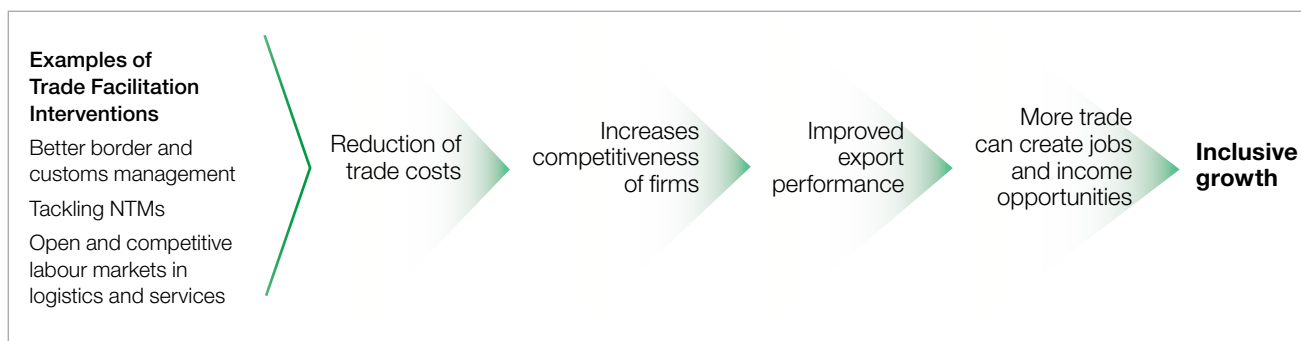 Examples of
Trade Facilitation
Interventions
Better border and
customs management
Tackling NTMs
Open and competitive
labour markets in
logistics and services
Reduction of
trade costs
Increases
competitiveness
of firms
Improved
export
performance
More trade
can create jobs
and income
opportunities
Inclusive
growth